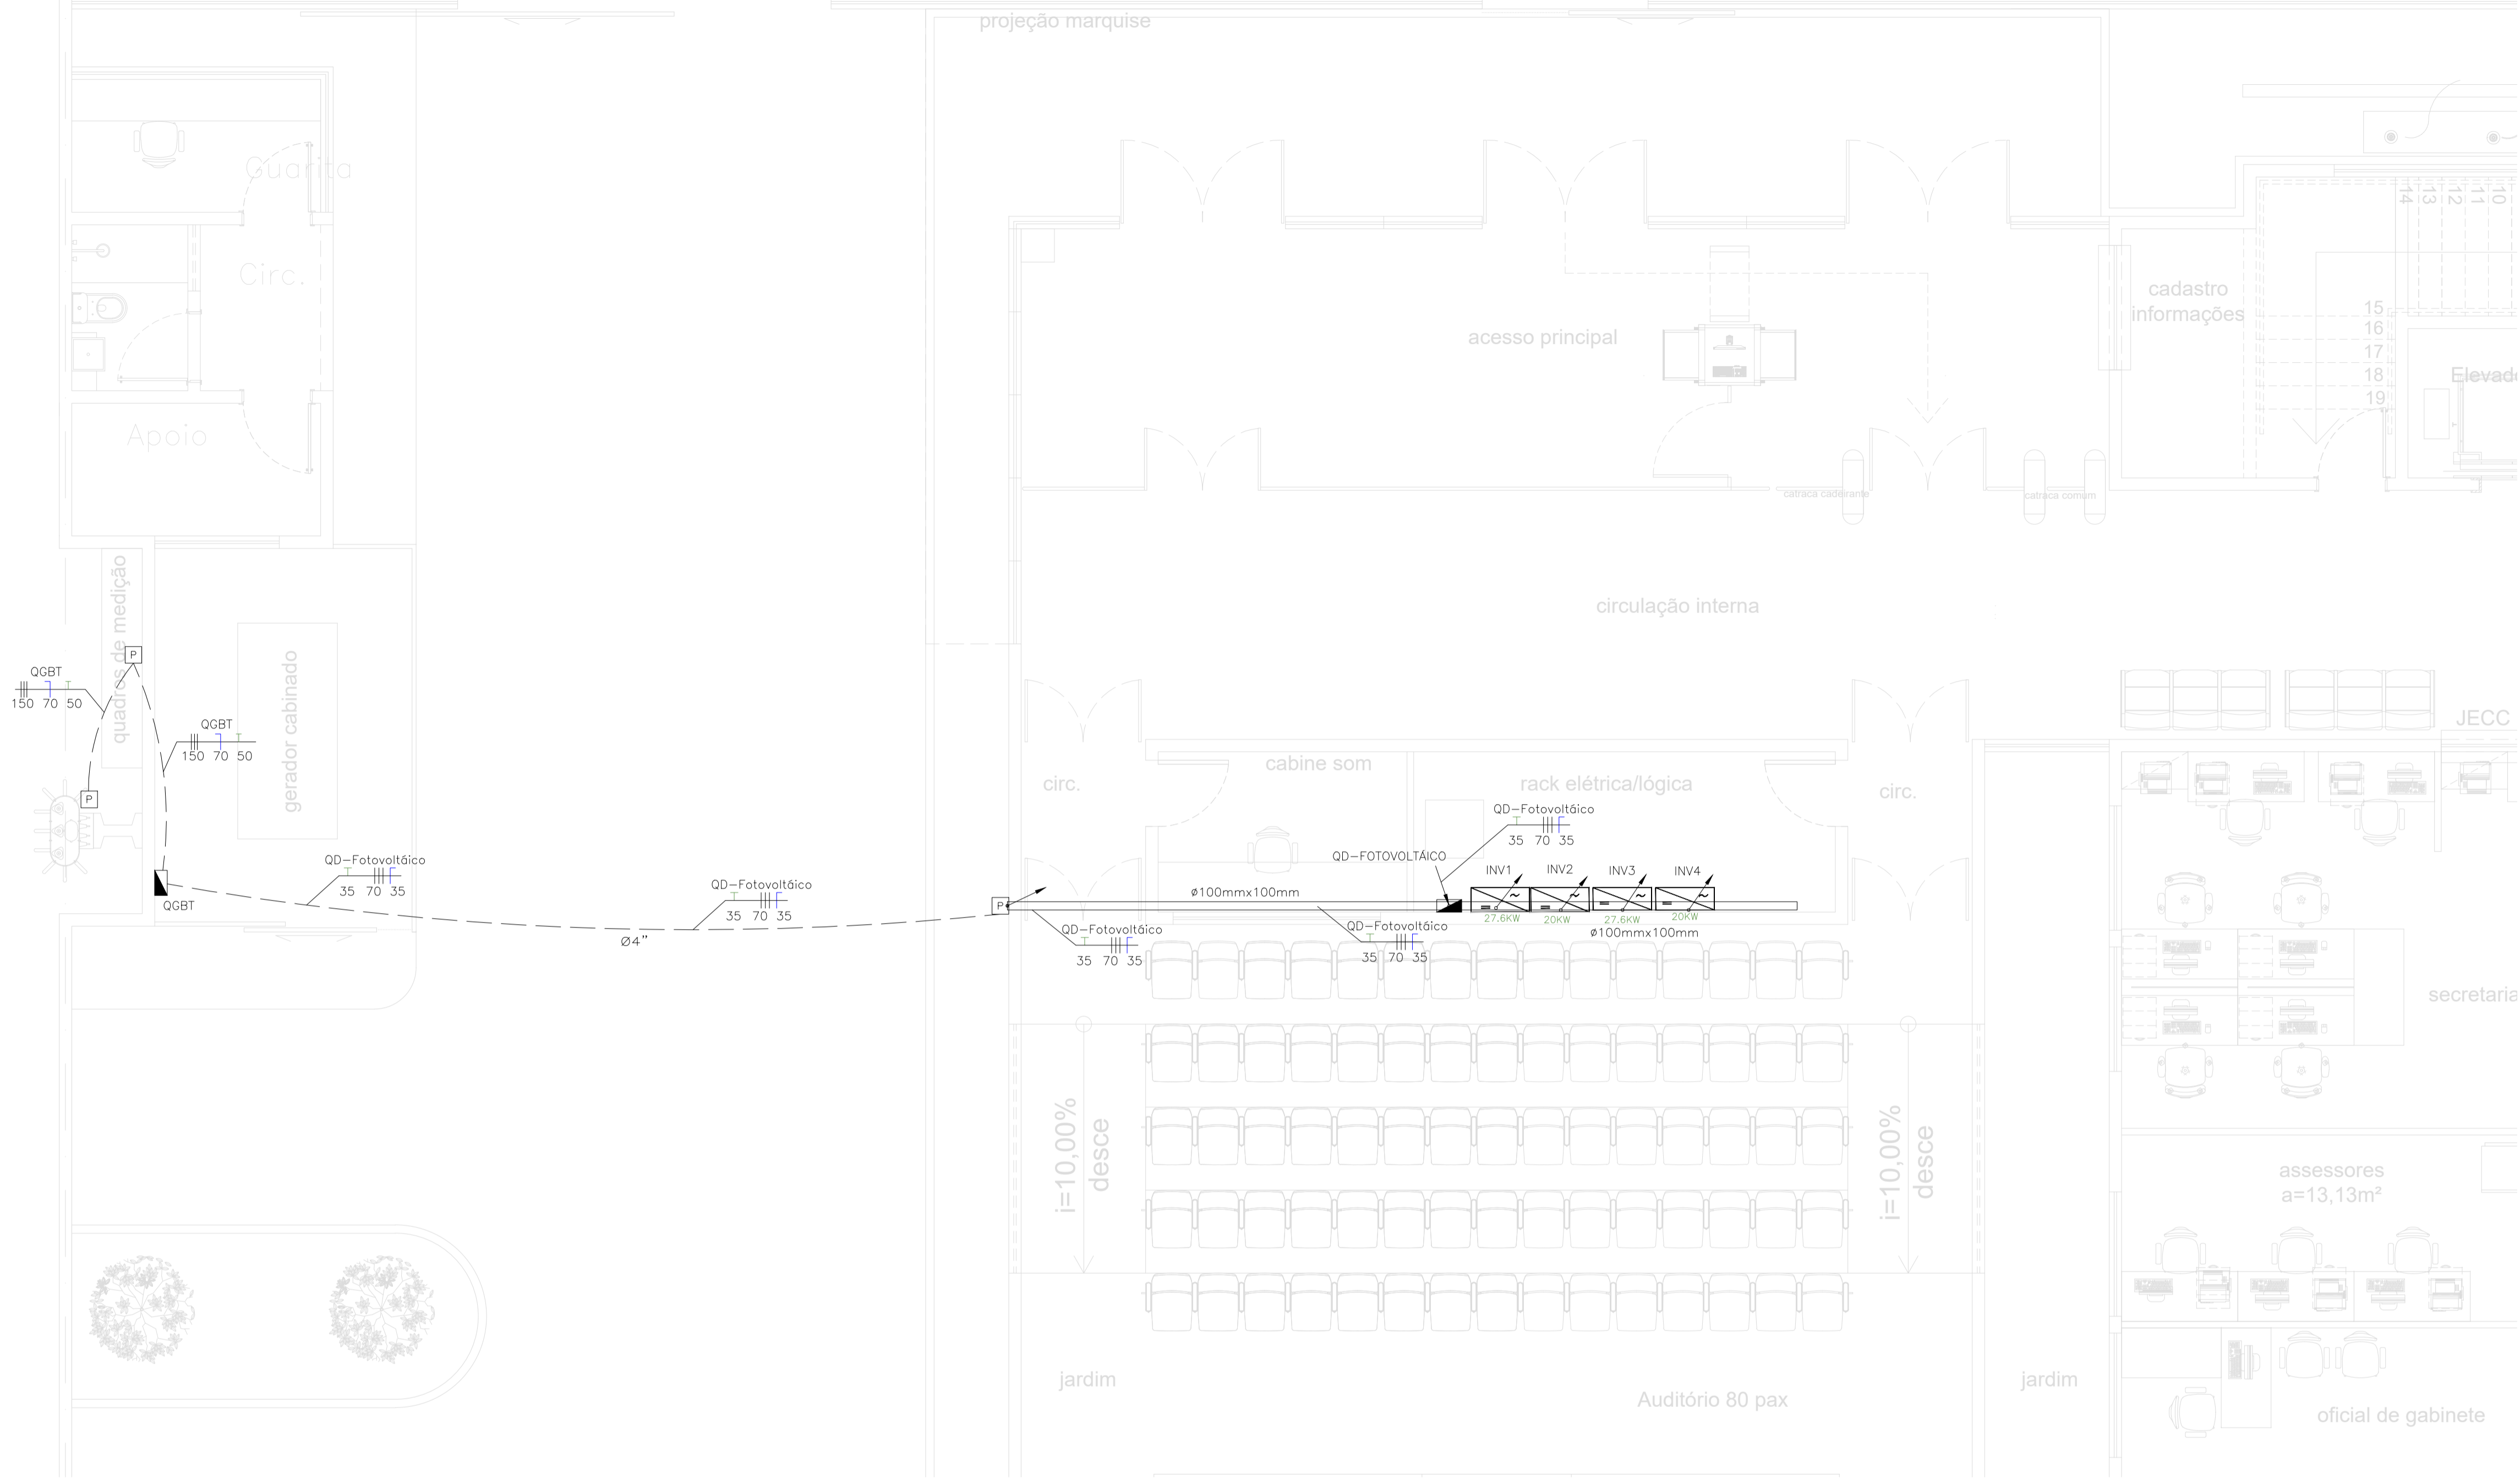 projeção marquise
Guarita
Circ.
Apoio
quadros de medição
gerador cabinado
QGBT
150 70 50
QGBT
150 70 50
P
P
QGBT
QD-Fotovoltáico
35 70 35
QD-Fotovoltáico
35 70 35
Ø4"
P
acesso principal
cadastro
informações
14 13 12 11 10
15
16
17
18
19
Elevado
catraca cadeirante
catraca comum
circulação interna
circ.
cabine som
rack elétrica/lógica
circ.
JECC
QD-Fotovoltáico
35 70 35
QD-FOTOVOLTÁICO
ø100mmx100mm
INV1
INV2
INV3
INV4
27.6KW
20KW
27.6KW
20KW
ø100mmx100mm
QD-Fotovoltáico
35 70 35
QD-Fotovoltáico
35 70 35
secretaria
i=10,00%
desce
i=10,00%
desce
assessores
a=13,13m²
jardim
Auditório 80 pax
jardim
oficial de gabinete